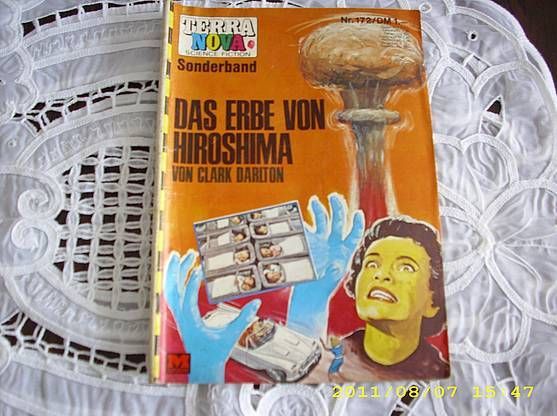 TERRA
NOVA
SCIENCE FICTION
Sonderband
Nr. 172/DM 1,-
DAS ERBE VON
HIROSHIMA
VON CLARK DARLTON
M
2011/08/07 15:47